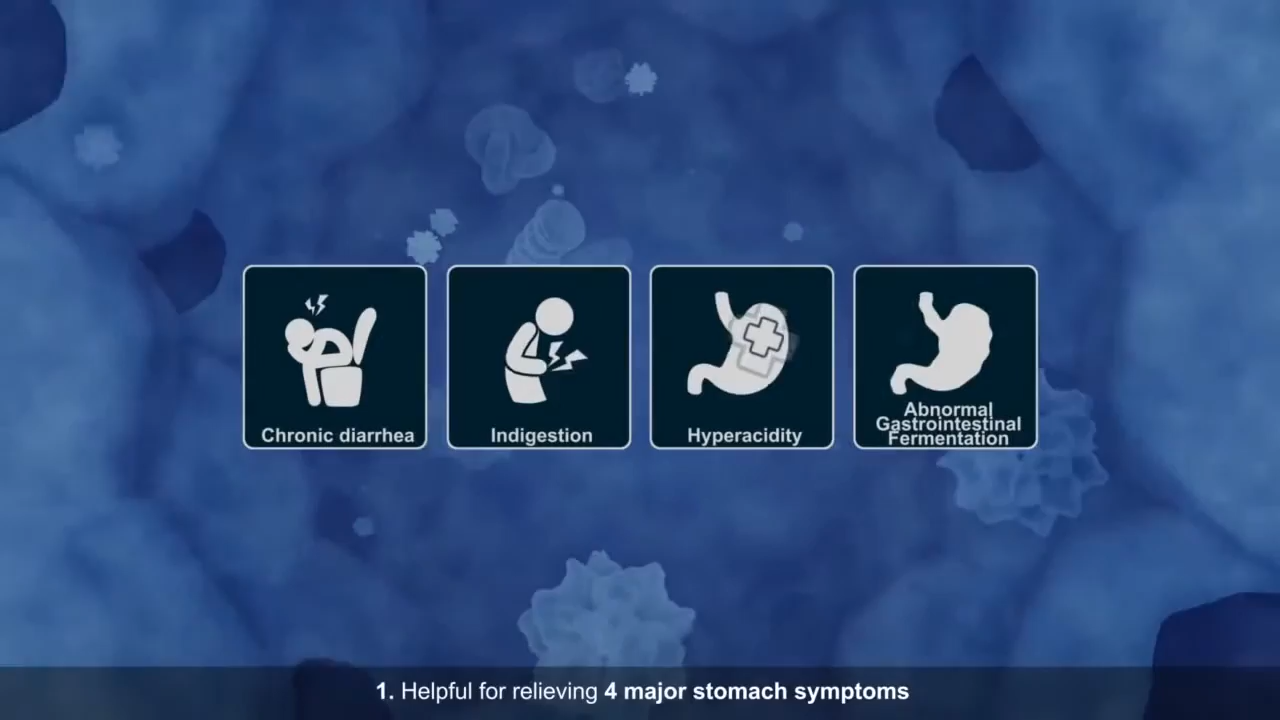 Chronic diarrhea
Indigestion
Hyperacidity
Abnormal
Gastrointestinal
Fermentation
1. Helpful for relieving 4 major stomach symptoms